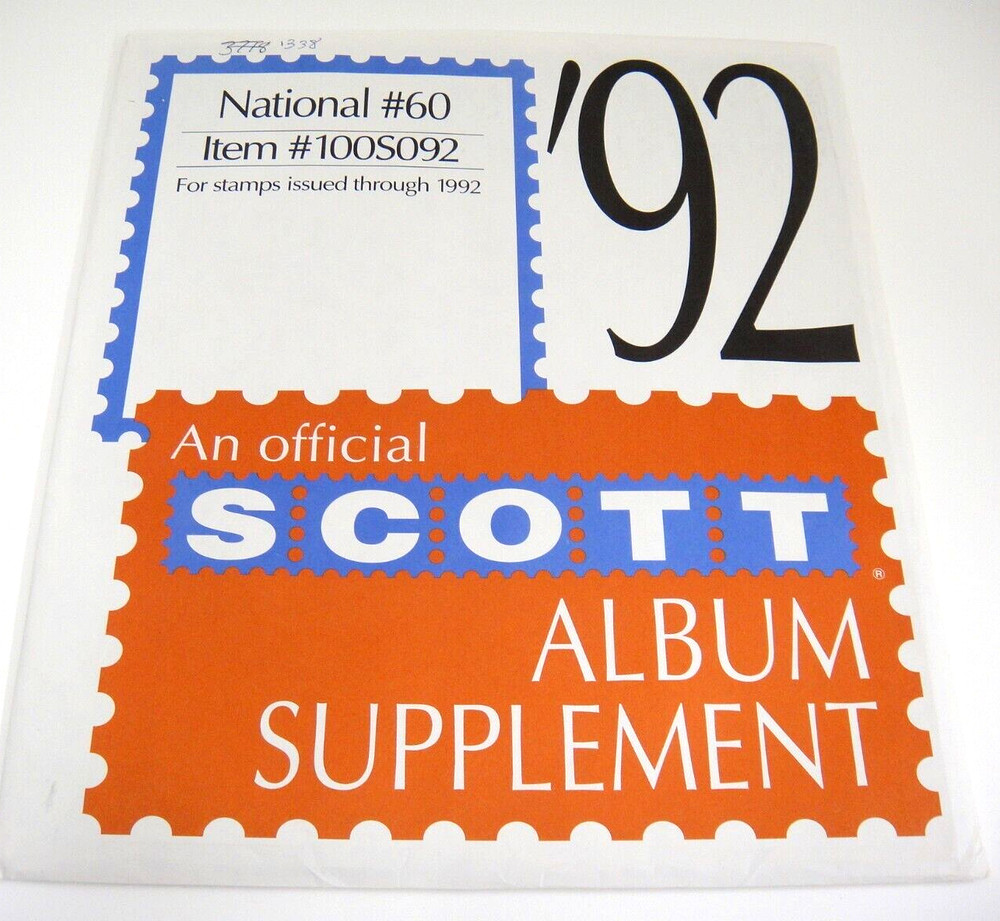 National #60
Item #100S092
For stamps issued through 1992
'92
An official
SCOTT®
ALBUM
SUPPLEMENT